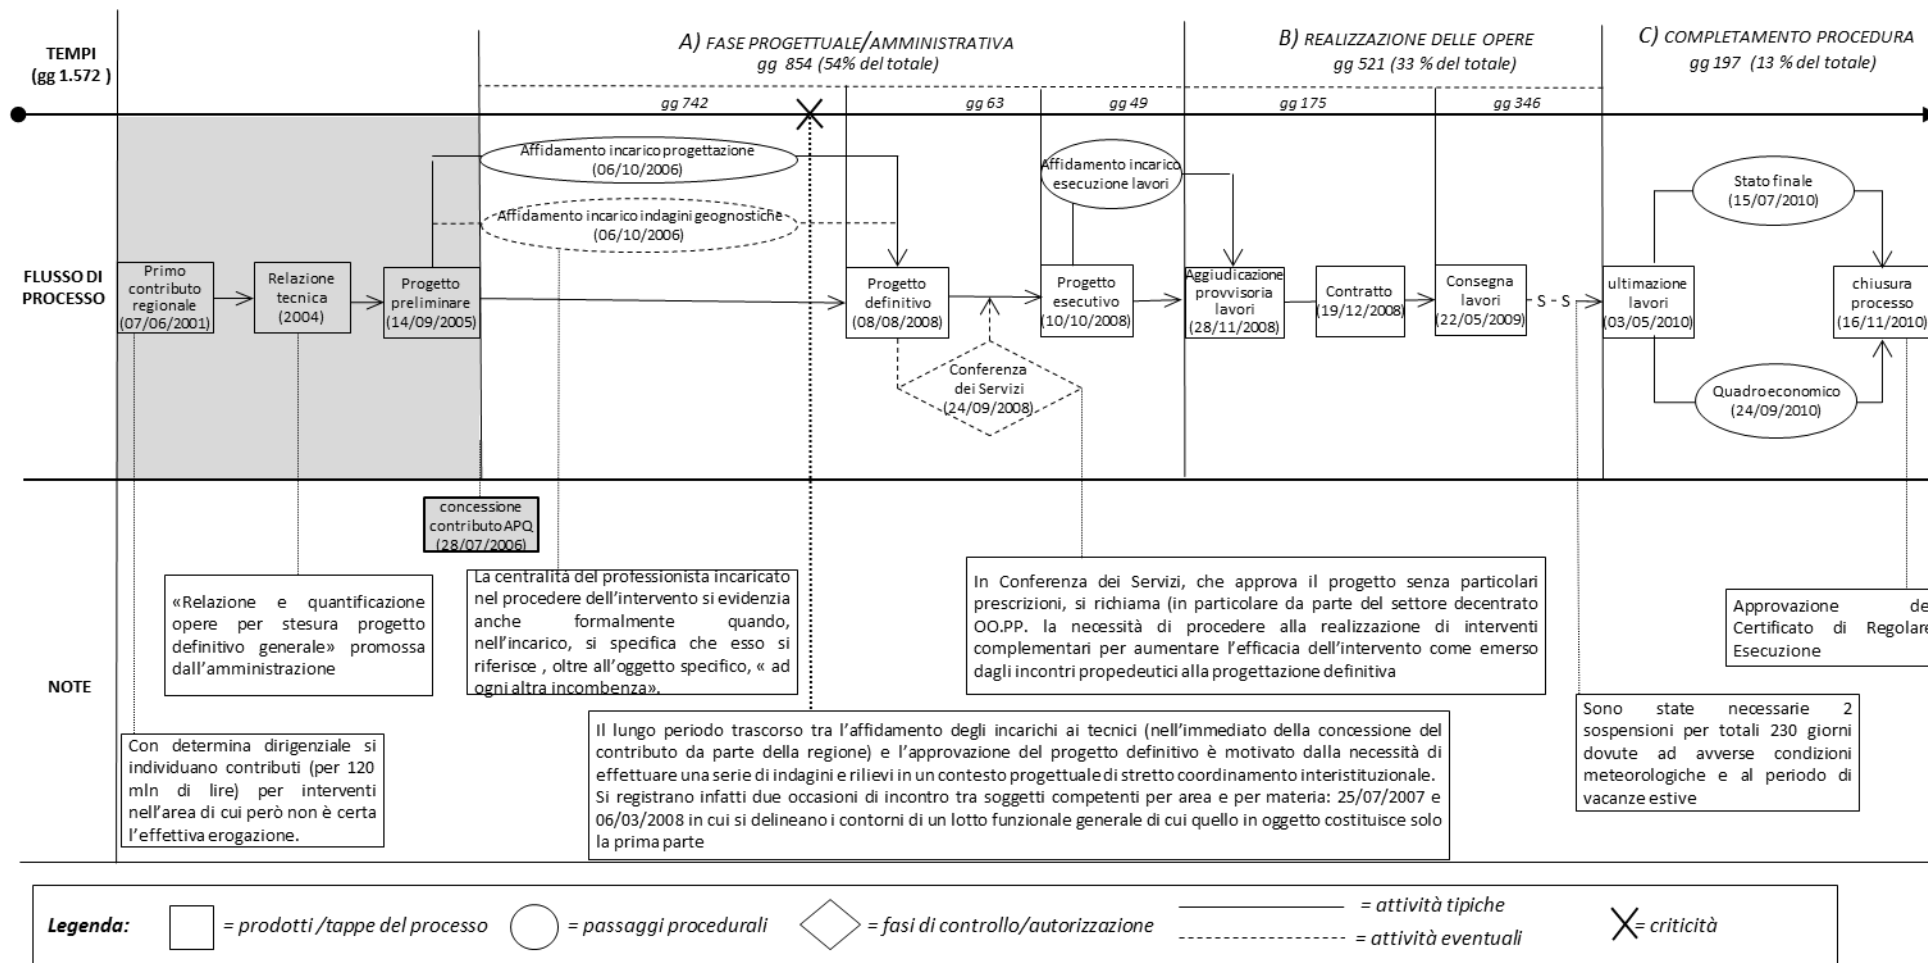 TEMPI
(gg 1.572 )
A) FASE PROGETTUALE/AMMINISTRATIVA
gg 854 (54% del totale)
B) REALIZZAZIONE DELLE OPERE
gg 521 (33 % del totale)
C) COMPLETAMENTO PROCEDURA
gg 197 (13 % del totale)
gg 742
gg 63
gg 49
gg 175
gg 346
FLUSSO DI
PROCESSO
Primo
contributo
regionale
(07/06/2001)
Relazione
tecnica
(2004)
Progetto
preliminare
(14/09/2005)
Affidamento incarico progettazione
(06/10/2006)
Affidamento incarico indagini geognostiche
(06/10/2006)
Progetto
definitivo
(08/08/2008)
Conferenza
dei Servizi
(24/09/2008)
Affidamento incarico
esecuzione lavori
Progetto
esecutivo
(10/10/2008)
Aggiudicazione
provvisoria
lavori
(28/11/2008)
Contratto
(19/12/2008)
Consegna
lavori
(22/05/2009)
S - S
ultimazione
lavori
(03/05/2010)
Stato finale
(15/07/2010)
Quadro economico
(24/09/2010)
chiusura
processo
(16/11/2010)
NOTE
concessione
contributo APQ
(28/07/2006)
«Relazione e quantificazione
opere per stesura progetto
definitivo generale» promossa
dall'amministrazione
Con determina dirigenziale si
individuano contributi (per 120
mln di lire) per interventi
nell'area di cui però non è certa
l'effettiva erogazione.
La centralità del professionista incaricato
nel procedere dell'intervento si evidenzia
anche formalmente quando,
nell'incarico, si specifica che esso si
riferisce , oltre all'oggetto specifico, « ad
ogni altra incombenza».
Il lungo periodo trascorso tra l'affidamento degli incarichi ai tecnici (nell'immediato della concessione del
contributo da parte della regione) e l'approvazione del progetto definitivo è motivato dalla necessità di
effettuare una serie di indagini e rilievi in un contesto progettuale di stretto coordinamento interistituzionale.
Si registrano infatti due occasioni di incontro tra soggetti competenti per area e per materia: 25/07/2007 e
06/03/2008 in cui si delineano i contorni di un lotto funzionale generale di cui quello in oggetto costituisce solo
la prima parte
In Conferenza dei Servizi, che approva il progetto senza particolari
prescrizioni, si richiama (in particolare da parte del settore decentrato
OO.PP. la necessità di procedere alla realizzazione di interventi
complementari per aumentare l'efficacia dell'intervento come emerso
dagli incontri propedeutici alla progettazione definitiva
Sono state necessarie 2
sospensioni per totali 230 giorni
dovute ad avverse condizioni
meteorologiche e al periodo di
vacanze estive
Approvazione de
Certificato di Regolare
Esecuzione
Legenda:
= prodotti /tappe del processo
= passaggi procedurali
= fasi di controllo/autorizzazione
= attività tipiche
= attività eventuali
= criticità